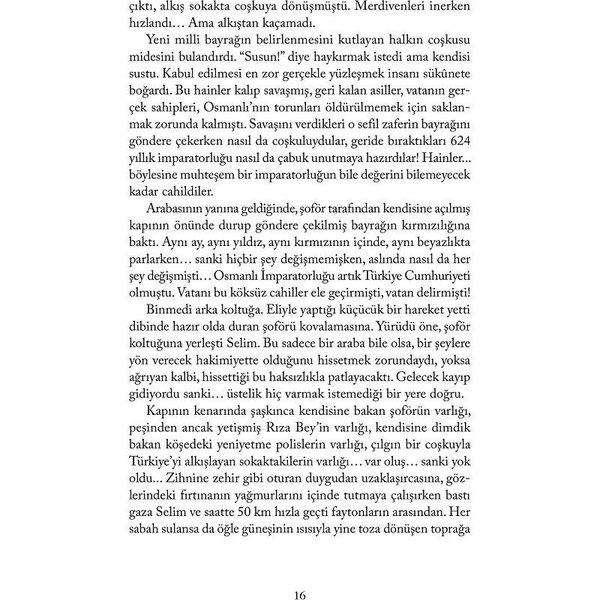 çıktı, alkış sokakta coşkuya dönüşmüştü. Merdivenleri inerken
hızlandı… Ama alkıştan kaçamadı.
Yeni milli bayrağın belirlenmesini kutlayan halkın coşkusu
midesini bulandırdı. “Susun!” diye haykırmak istedi ama kendisi
sustu. Kabul edilmesi en zor gerçekle yüzleşmek insanı sükûnete
boğardı. Bu hainler kalıp savaşmış, geri kalan asiller, vatanın ger-
çek sahipleri, Osmanlı’nın torunları öldürülmemek için saklan-
mak zorunda kalmıştı. Savaşını verdikleri o sefil zaferin bayrağını
göndere çekerken nasıl da coşkuluydular, geride bıraktıkları 624
yıllık imparatorluğu nasıl da çabuk unutmaya hazırdılar! Hainler...
böylesine muhteşem bir imparatorluğun bile değerini bilemeyecek
kadar cahildiler.
Arabasının yanına geldiğinde, şoför tarafından kendisine açılmış
kapının önünde durup göndere çekilmiş bayrağın kırmızılığına
baktı. Aynı ay, aynı yıldız, aynı kırmızının içinde, aynı beyazlıkta
parlarken… sanki hiçbir şey değişmemişken, aslında nasıl da her
şey değişmişti… Osmanlı İmparatorluğu artık Türkiye Cumhuriyeti
olmuştu. Vatanı bu köksüz cahiller ele geçirmişti, vatan delirmişti!
Binmedi arka koltuğa. Eliyle yaptığı küçücük bir hareket yetti
dibinde hazır olda duran şoförü kovalamasına. Yürüdü öne, şoför
koltuğuna yerleşti Selim. Bu sadece bir araba bile olsa, bir şeylere
yön verecek hakimiyette olduğunu hissetmek zorundaydı, yoksa
ağrıyan kalbi, hissettiği bu haksızlıkla patlayacaktı. Gelecek kayıp
gidiyordu sanki… üstelik hiç varmak istemediği bir yere doğru.
Kapının kenarında şaşkınca kendisine bakan şoförün varlığı,
peşinden ancak yetişmiş Rıza Bey’in varlığı, kendisine dimdik
bakan köşedeki yeniyetme polislerin varlığı, çılgın bir coşkuyla
Türkiye’yi alkışlayan sokaktakilerin varlığı… var oluş… sanki yok
oldu... Zihnine zehir gibi oturan duygudan uzaklaşırcasına, göz-
lerindeki fırtınanın yağmurlarını içinde tutmaya çalışırken bastı
gaza Selim ve saatte 50 km hızla geçti faytonların arasından. Her
sabah sulansa da öğle güneşinin ısısıyla yine toza dönüşen toprağa
16